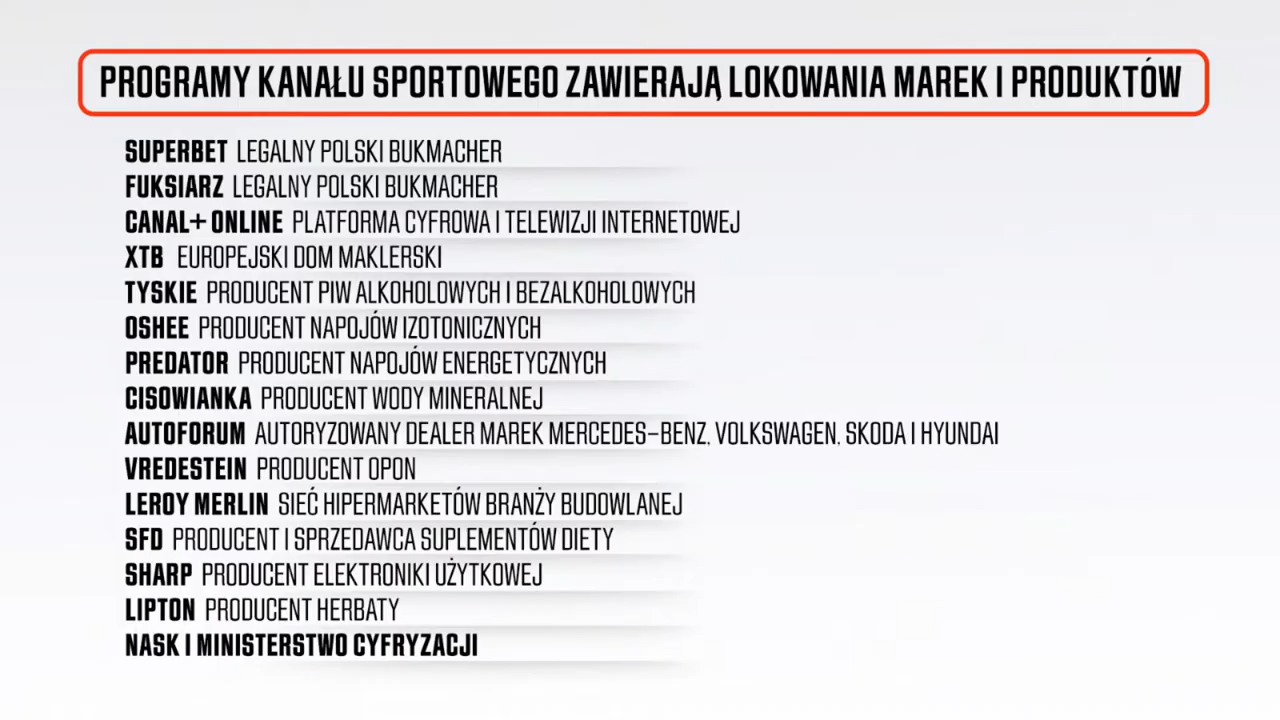 PROGRAMY KANAŁU SPORTOWEGO ZAWIERAJĄ LOKOWANIA MAREK I PRODUKTÓW
SUPERBET LEGALNY POLSKI BUKMACHER
FUKSIARZ LEGALNY POLSKI BUKMACHER
CANAL+ ONLINE PLATFORMA CYFROWA I TELEWIZJI INTERNETOWEJ
XTB EUROPEJSKI DOM MAKLERSKI
TYSKIE PRODUCENT PIW ALKOHOLOWYCH I BEZALKOHOLOWYCH
OSHEE PRODUCENT NAPOJÓW IZOTONICZNYCH
PREDATOR PRODUCENT NAPOJÓW ENERGETYCZNYCH
CISOWIANKA PRODUCENT WODY MINERALNEJ
AUTOFORUM AUTORYZOWANY DEALER MAREK MERCEDES-BENZ, VOLKSWAGEN, SKODA I HYUNDAI
VREDESTEIN PRODUCENT OPON
LEROY MERLIN SIEĆ HIPERMARKETÓW BRANŻY BUDOWLANEJ
SFD PRODUCENT I SPRZEDAWCA SUPLEMENTÓW DIETY
SHARP PRODUCENT ELEKTRONIKI UŻYTKOWEJ
LIPTON PRODUCENT HERBATY
NASK I MINISTERSTWO CYFRYZACJI